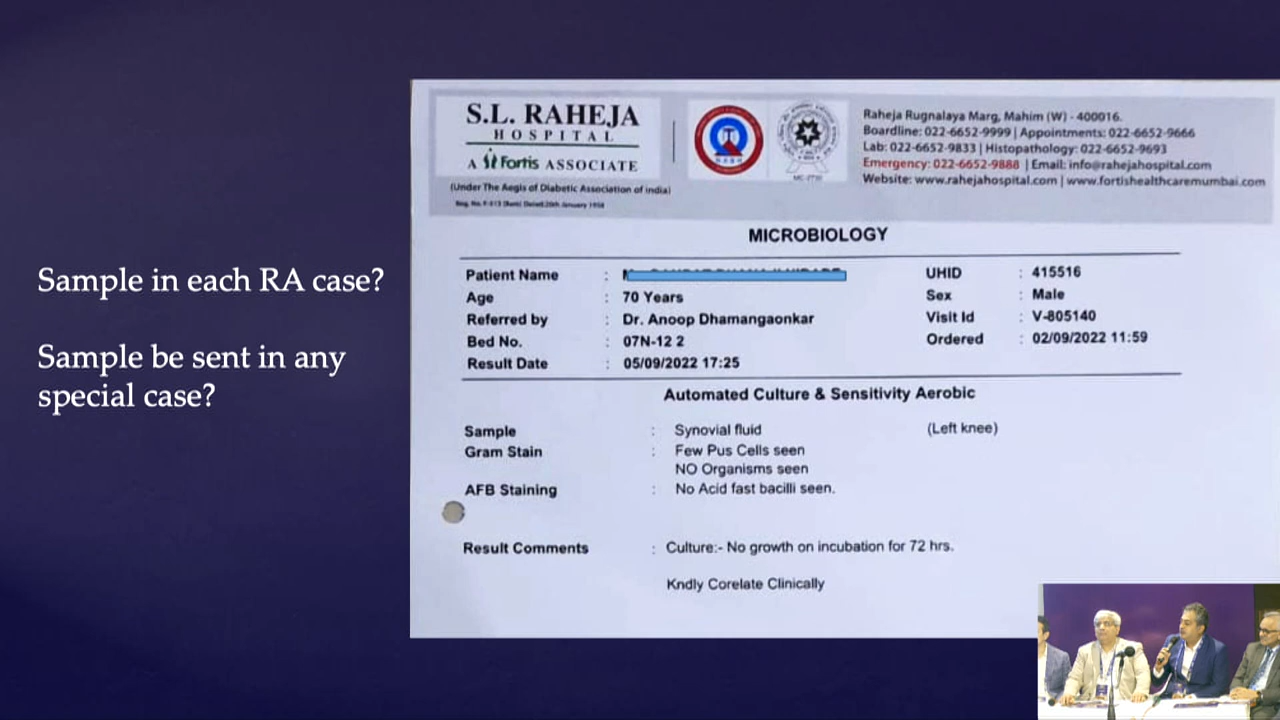 Sample in each RA case?
Sample be sent in any
special case?
S.L. RAHEJA
HOSPITAL
A Fortis ASSOCIATE
(Under The Aegis of Diabetic Association of India)
Raheja Rugnalaya Marg, Mahim (W) - 400016.
Boardline: 022-6652-9999 | Appointments: 022-6652-9666
Lab: 022-6652-9833 | Histopathology: 022-6652-9693
Emergency: 022-6652-9888 | Email: info@rahejahospital.com
Website: www.rahejahospital.com | www.fortishealthcaremumbai.com
MICROBIOLOGY
Patient Name :
UHID : 415516
Age : 70 Years
Sex : Male
Referred by : Dr. Anoop Dhamangaonkar
Visit Id : V-805140
Bed No. : 07N-12 2
Ordered : 02/09/2022 11:59
Result Date : 05/09/2022 17:25
Automated Culture & Sensitivity Aerobic
Sample : Synovial fluid (Left knee)
Gram Stain : Few Pus Cells seen
NO Organisms seen
AFB Staining : No Acid fast bacilli seen.
Result Comments : Culture:- No growth on incubation for 72 hrs.
Kndly Corelate Clinically